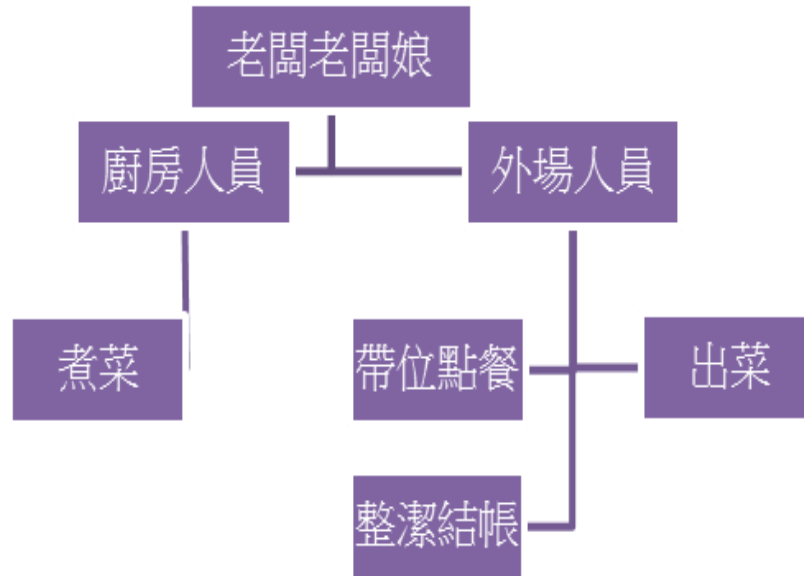 老闆老闆娘
廚房人員
外場人員
煮菜
帶位點餐
出菜
整潔結帳